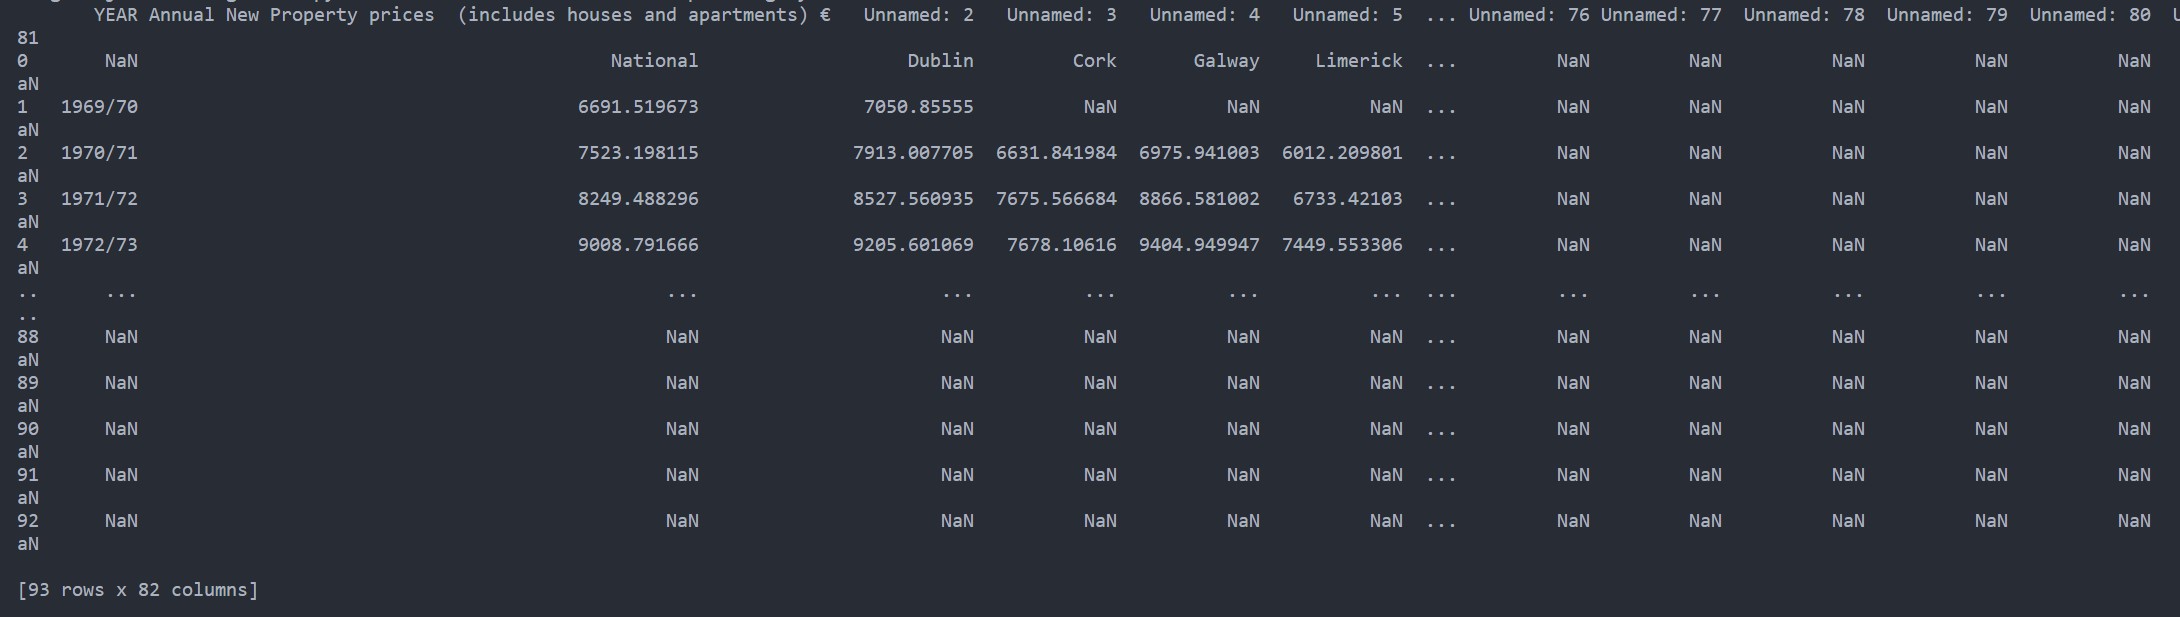 YEAR Annual New Property prices  (includes houses and apartments) €   Unnamed: 2   Unnamed: 3   Unnamed: 4   Unnamed: 5  ... Unnamed: 76 Unnamed: 77  Unnamed: 78  Unnamed: 79  Unnamed: 80
81
0 NaN National Dublin Cork Galway Limerick ... NaN NaN NaN NaN NaN
aN
1 1969/70 6691.519673 7050.85555 NaN NaN NaN ... NaN NaN NaN NaN NaN
aN
2 1970/71 7523.198115 7913.007705 6631.841984 6975.941003 6012.209801 ... NaN NaN NaN NaN NaN
aN
3 1971/72 8249.488296 8527.560935 7675.566684 8866.581002 6733.42103 ... NaN NaN NaN NaN NaN
aN
4 1972/73 9008.791666 9205.601069 7678.10616 9404.949947 7449.553306 ... NaN NaN NaN NaN NaN
aN
.. ... ... ... ... ... ... ... ... ... ... ... ...
..
88 NaN NaN NaN NaN NaN NaN ... NaN NaN NaN NaN NaN
aN
89 NaN NaN NaN NaN NaN NaN ... NaN NaN NaN NaN NaN
aN
90 NaN NaN NaN NaN NaN NaN ... NaN NaN NaN NaN NaN
aN
91 NaN NaN NaN NaN NaN NaN ... NaN NaN NaN NaN NaN
aN
92 NaN NaN NaN NaN NaN NaN ... NaN NaN NaN NaN NaN
aN
[93 rows x 82 columns]